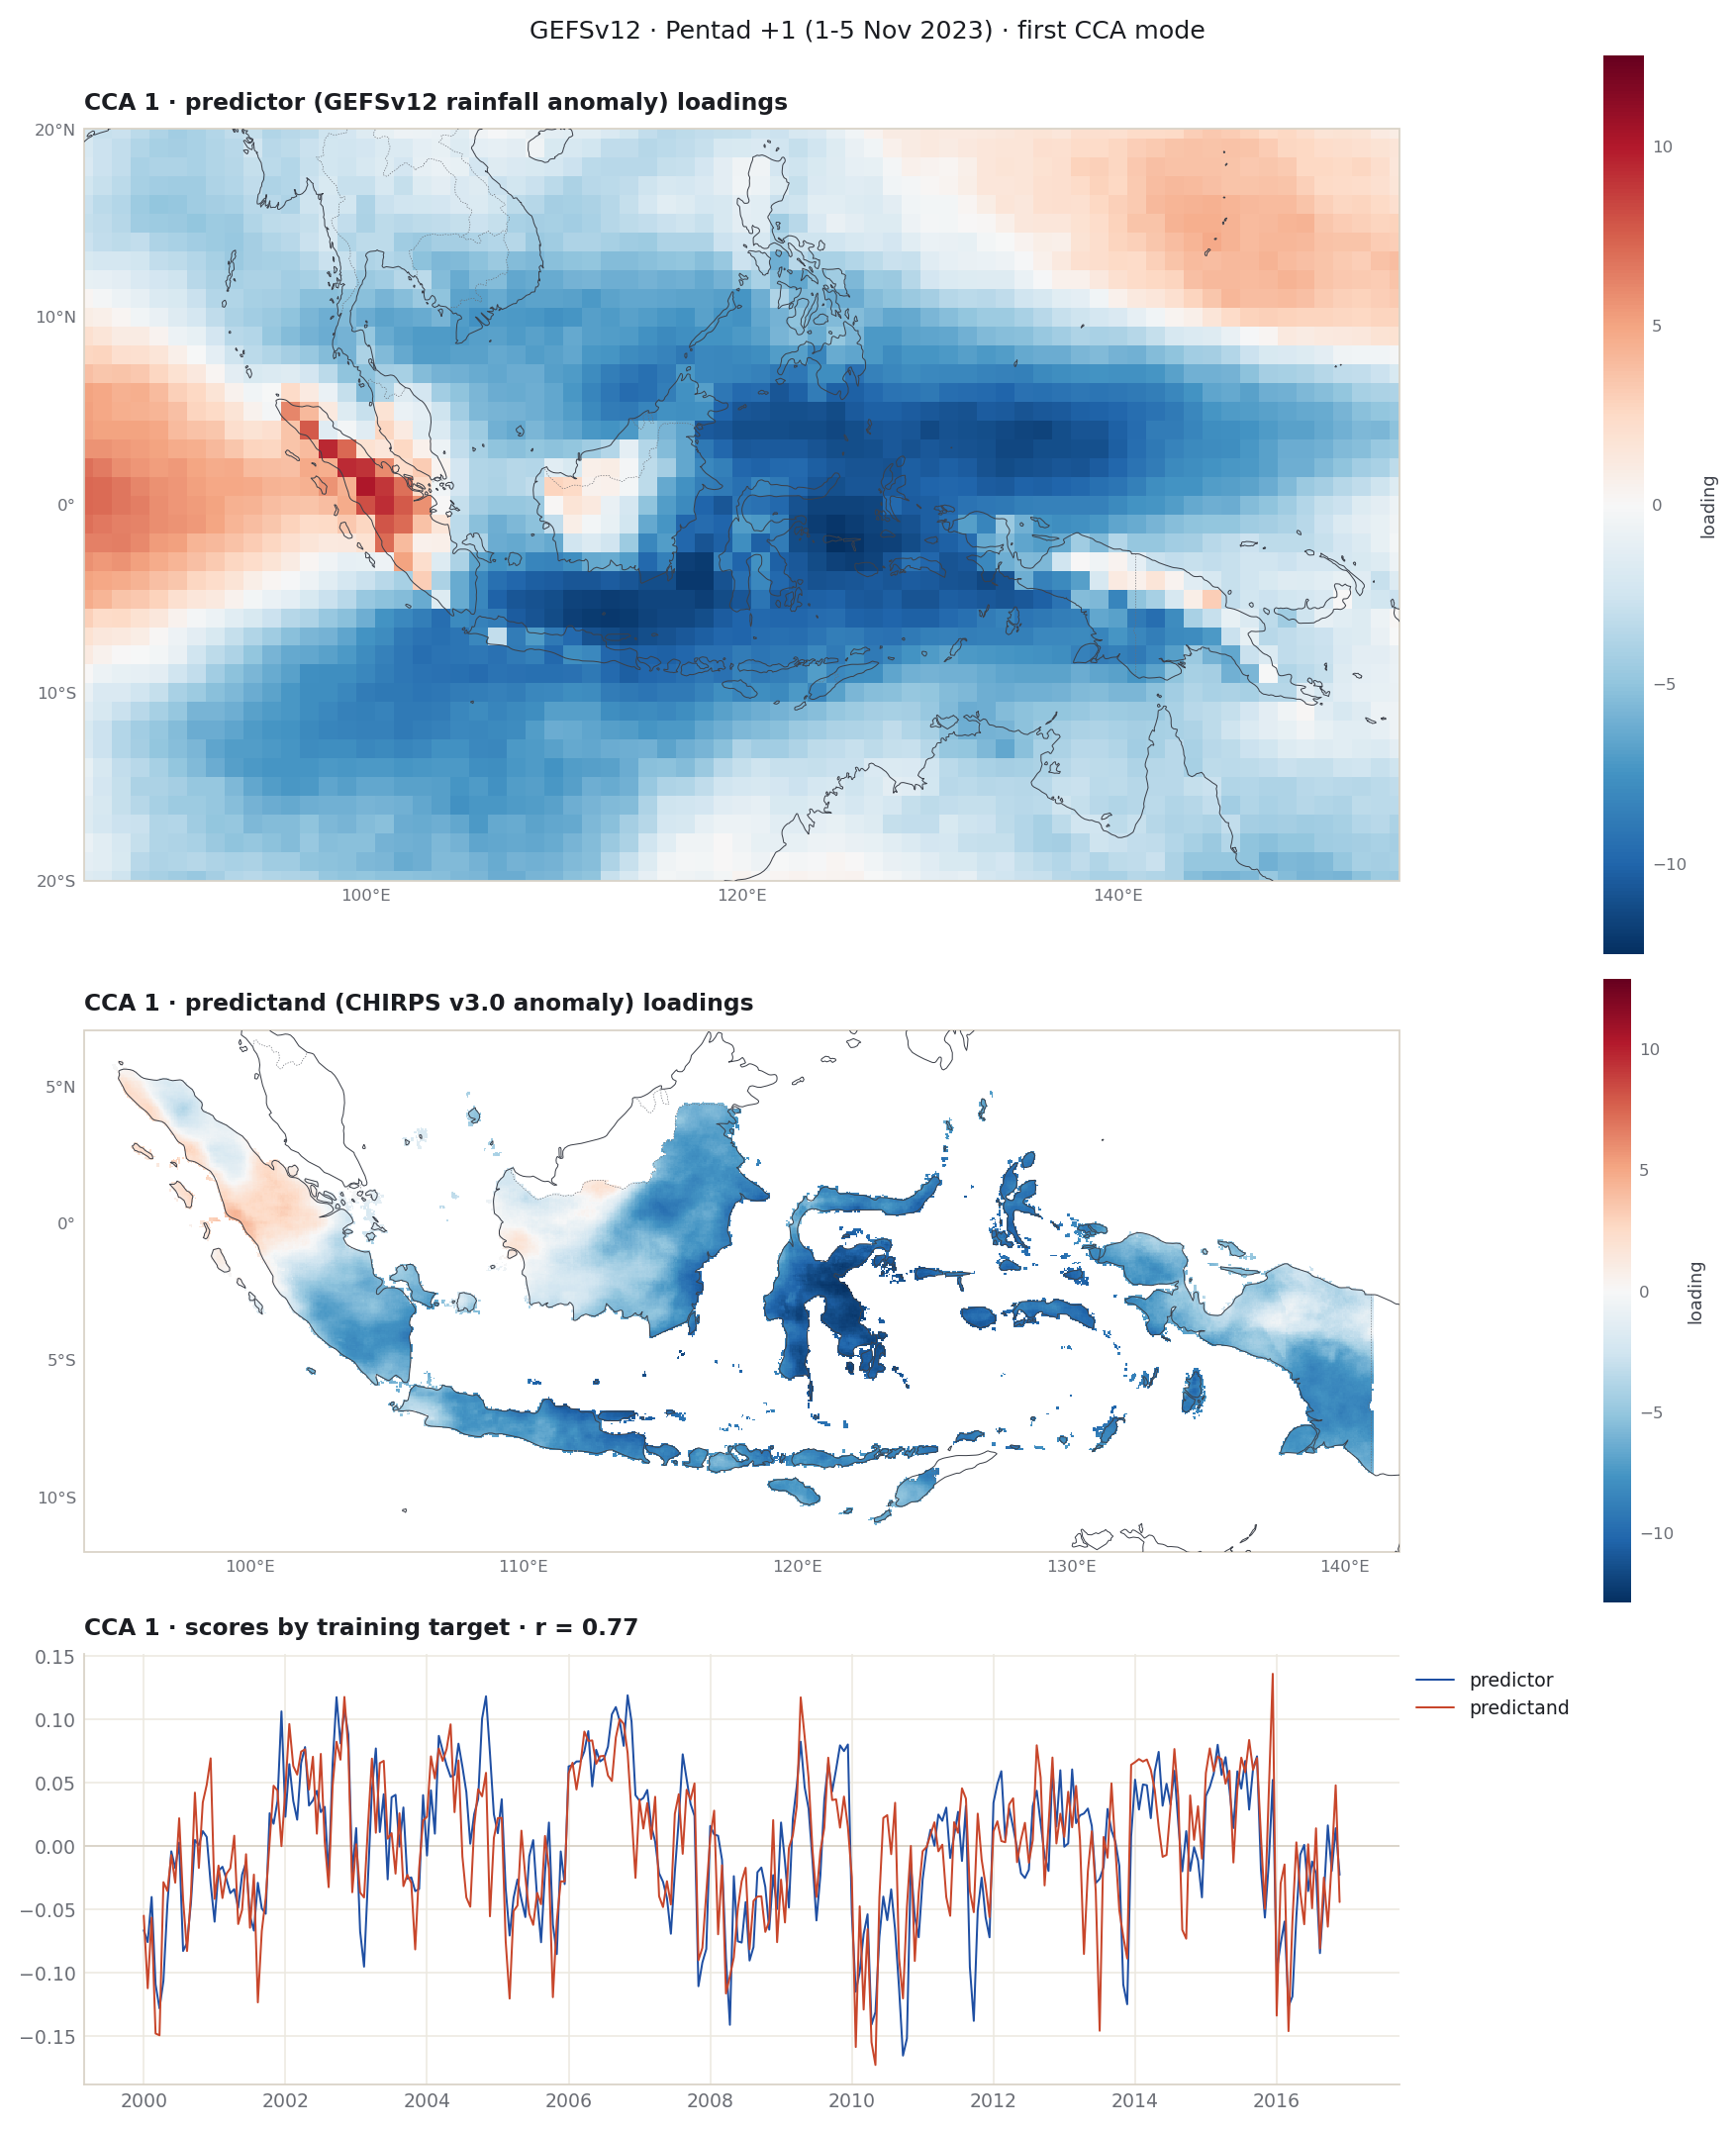 GEFSv12 · Pentad +1 (1-5 Nov 2023) · first CCA mode
CCA 1 · predictor (GEFSv12 rainfall anomaly) loadings
20°N
10°N
0°
10°S
20°S
100°E
120°E
140°E
10
5
0
−5
−10
loading
CCA 1 · predictand (CHIRPS v3.0 anomaly) loadings
5°N
0°
5°S
10°S
100°E
110°E
120°E
130°E
140°E
10
5
0
−5
−10
loading
CCA 1 · scores by training target · r = 0.77
0.15
0.10
0.05
0.00
−0.05
−0.10
−0.15
2000
2002
2004
2006
2008
2010
2012
2014
2016
predictor
predictand